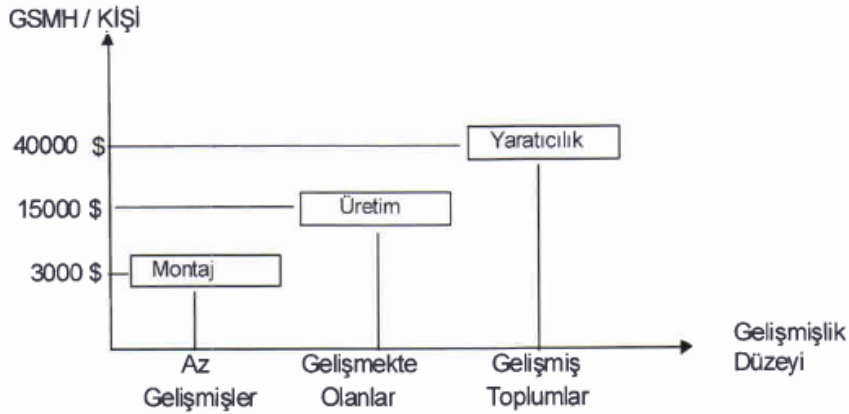 GSMH / KİŞİ
40000 $
Yaratıcılık
15000 $
Üretim
3000 $
Montaj
Gelişmişlik
Düzeyi
Az
Gelişmişler
Gelişmekte
Olanlar
Gelişmiş
Toplumlar